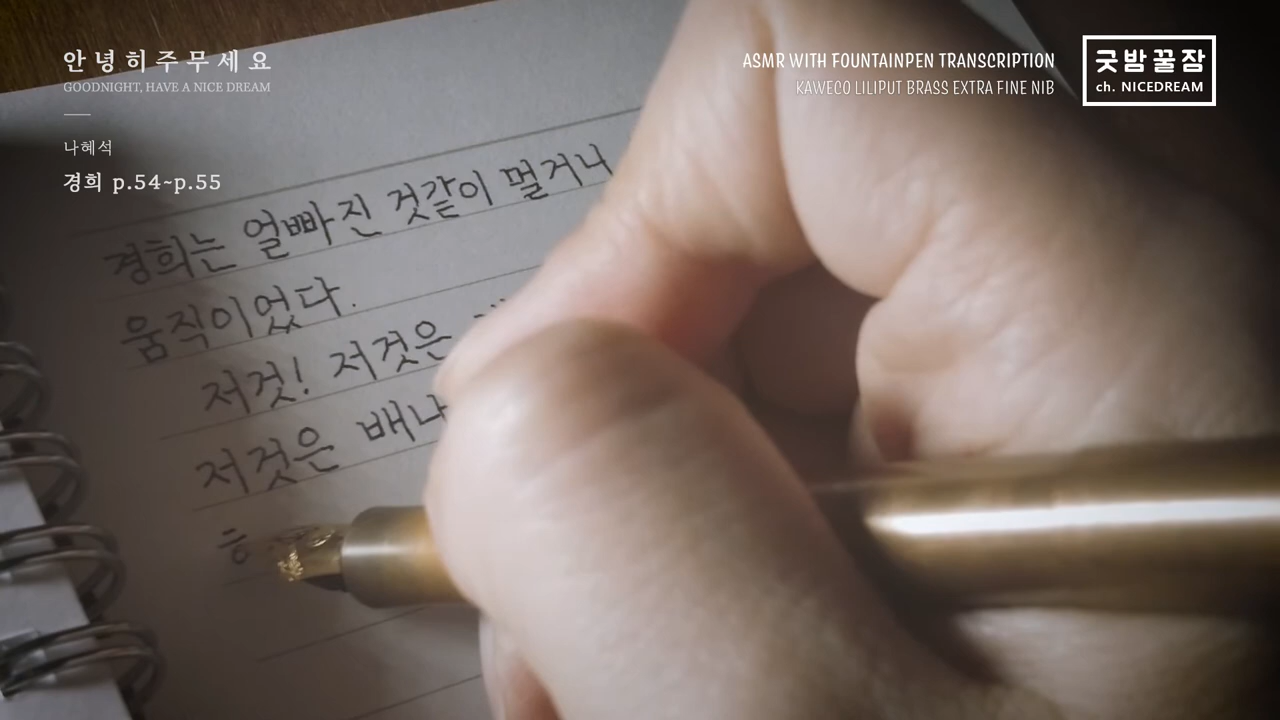 안녕히주무세요
GOODNIGHT, HAVE A NICE DREAM
나혜석
경희 p.54~p.55
ASMR WITH FOUNTAINPEN TRANSCRIPTION
KAWECO LILIPUT BRASS EXTRA FINE NIB
굿밤꿀잠
ch. NICEDREAM
경희는 얼빠진 것같이 멀거니
움직이었다.
저것! 저것은
저것은 배나